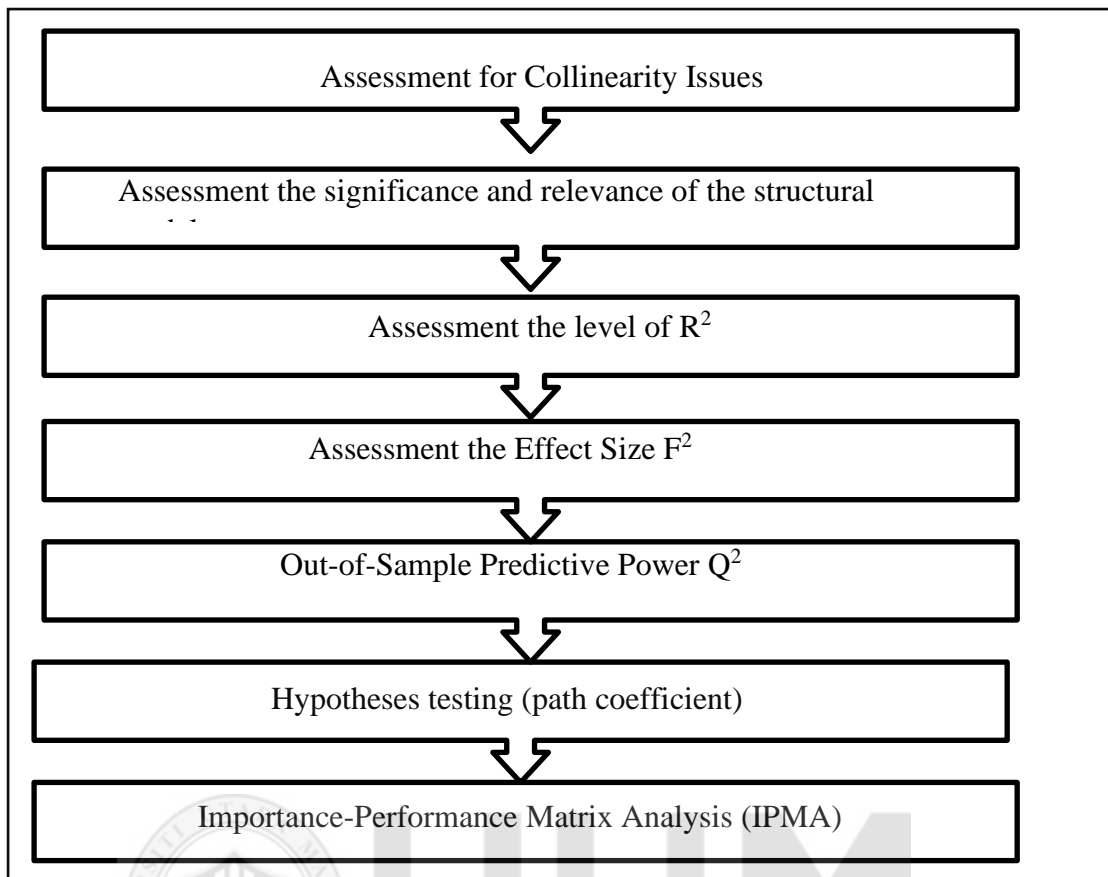 Assessment for Collinearity Issues
Assessment the significance and relevance of the structural
Assessment the level of R²
Assessment the Effect Size F²
Out-of-Sample Predictive Power Q²
Hypotheses testing (path coefficient)
Importance-Performance Matrix Analysis (IPMA)
UUM